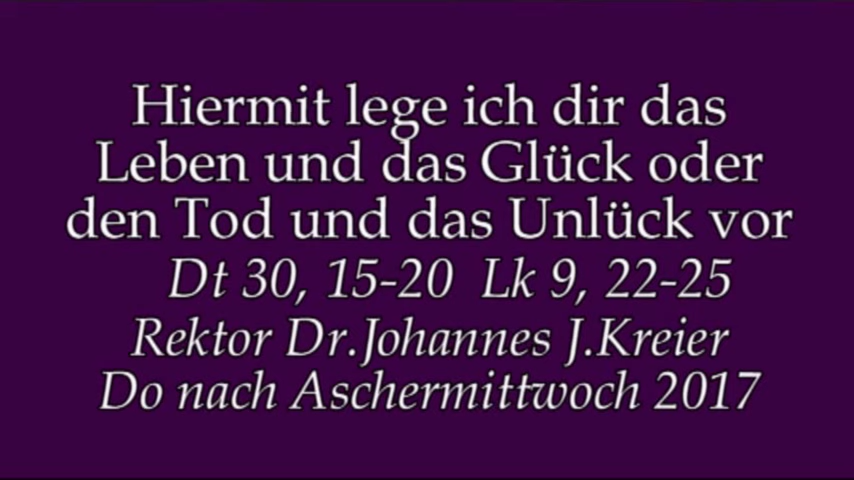 Hiermit lege ich dir das
Leben und das Glück oder
den Tod und das Unlück vor
Dt 30, 15-20 Lk 9, 22-25
Rektor Dr.Johannes J.Kreier
Do nach Aschermittwoch 2017